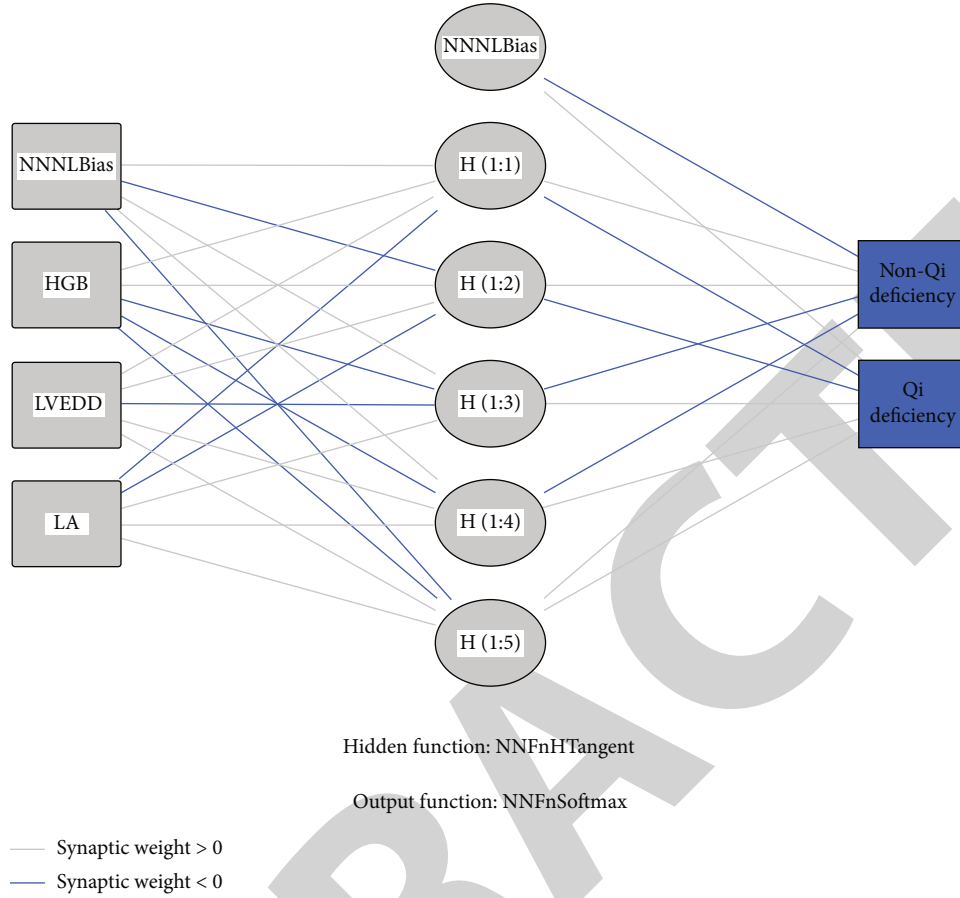 NNNLBias
NNNLBias
H (1:1)
HGB
H (1:2)
Non-Qi
deficiency
LVEDD
H (1:3)
Qi
deficiency
LA
H (1:4)
H (1:5)
Hidden function: NNFnHTangent
Output function: NNFnSoftmax
Synaptic weight > 0
Synaptic weight < 0